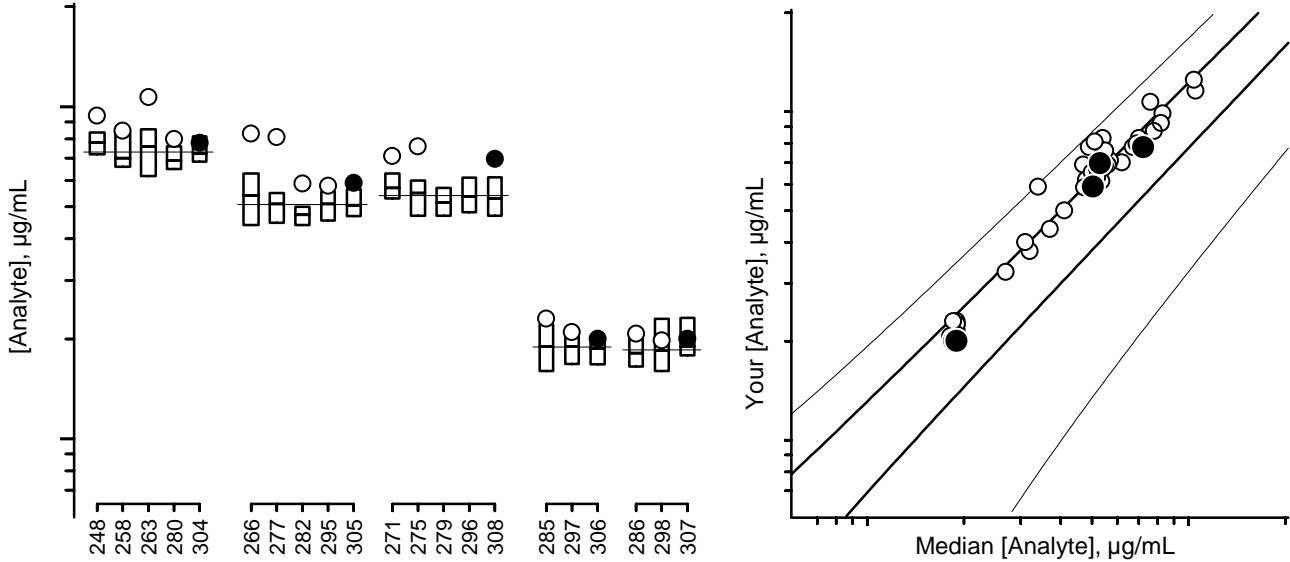 [Analyte], µg/mL
248 258 263 280 304 266 277 282 295 305 271 275 279 296 308 285 297 306 286 298 307
Your [Analyte], µg/mL
Median [Analyte], µg/mL